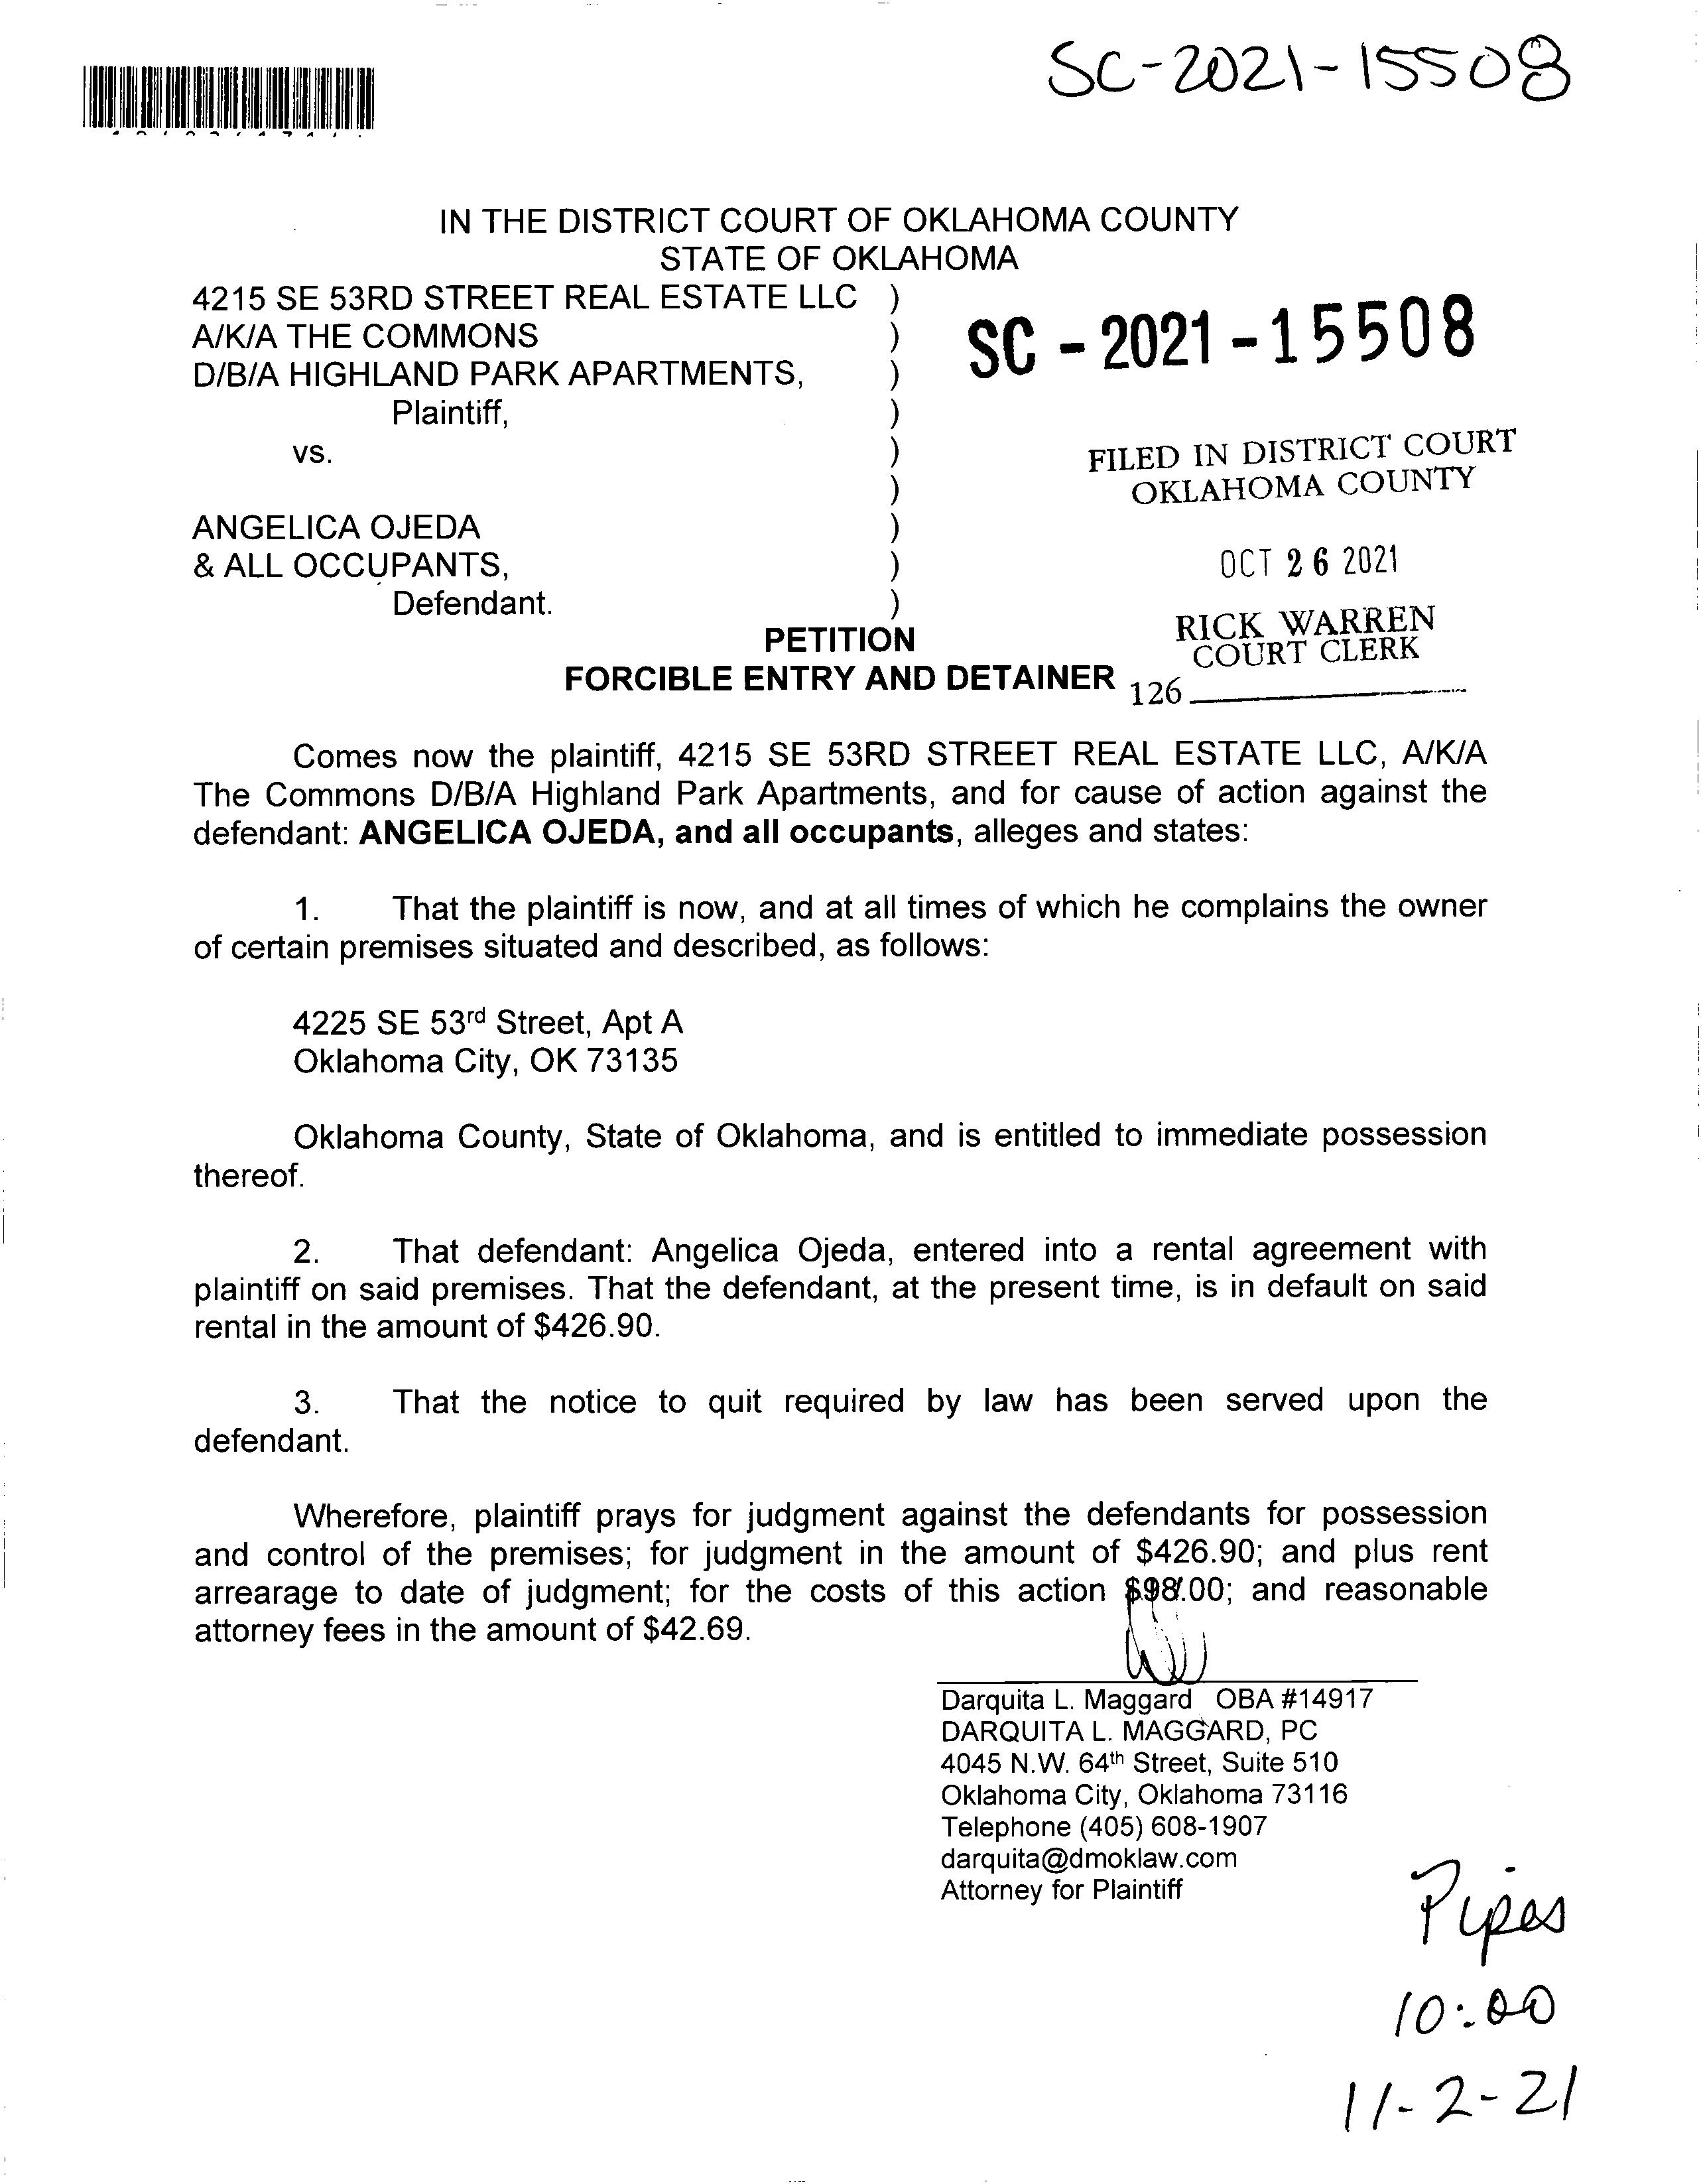 SC-2021-15508
IN THE DISTRICT COURT OF OKLAHOMA COUNTY
STATE OF OKLAHOMA
4215 SE 53RD STREET REAL ESTATE LLC )
A/K/A THE COMMONS )
D/B/A HIGHLAND PARK APARTMENTS, )
Plaintiff, )
vs. )
)
ANGELICA OJEDA )
& ALL OCCUPANTS, )
Defendant. )
SC - 2021 - 15508
FILED IN DISTRICT COURT
OKLAHOMA COUNTY
OCT 26 2021
RICK WARREN
COURT CLERK
126
PETITION
FORCIBLE ENTRY AND DETAINER
Comes now the plaintiff, 4215 SE 53RD STREET REAL ESTATE LLC, A/K/A
The Commons D/B/A Highland Park Apartments, and for cause of action against the
defendant: ANGELICA OJEDA, and all occupants, alleges and states:
1. That the plaintiff is now, and at all times of which he complains the owner
of certain premises situated and described, as follows:
4225 SE 53rd Street, Apt A
Oklahoma City, OK 73135
Oklahoma County, State of Oklahoma, and is entitled to immediate possession
thereof.
2. That defendant: Angelica Ojeda, entered into a rental agreement with
plaintiff on said premises. That the defendant, at the present time, is in default on said
rental in the amount of $426.90.
3. That the notice to quit required by law has been served upon the
defendant.
Wherefore, plaintiff prays for judgment against the defendants for possession
and control of the premises; for judgment in the amount of $426.90; and plus rent
arrearage to date of judgment; for the costs of this action $98.00; and reasonable
attorney fees in the amount of $42.69.
Darquita L. Maggard OBA #14917
DARQUITA L. MAGGARD, PC
4045 N.W. 64th Street, Suite 510
Oklahoma City, Oklahoma 73116
Telephone (405) 608-1907
darquita@dmoklaw.com
Attorney for Plaintiff
Pipes
10:00
11-2-21